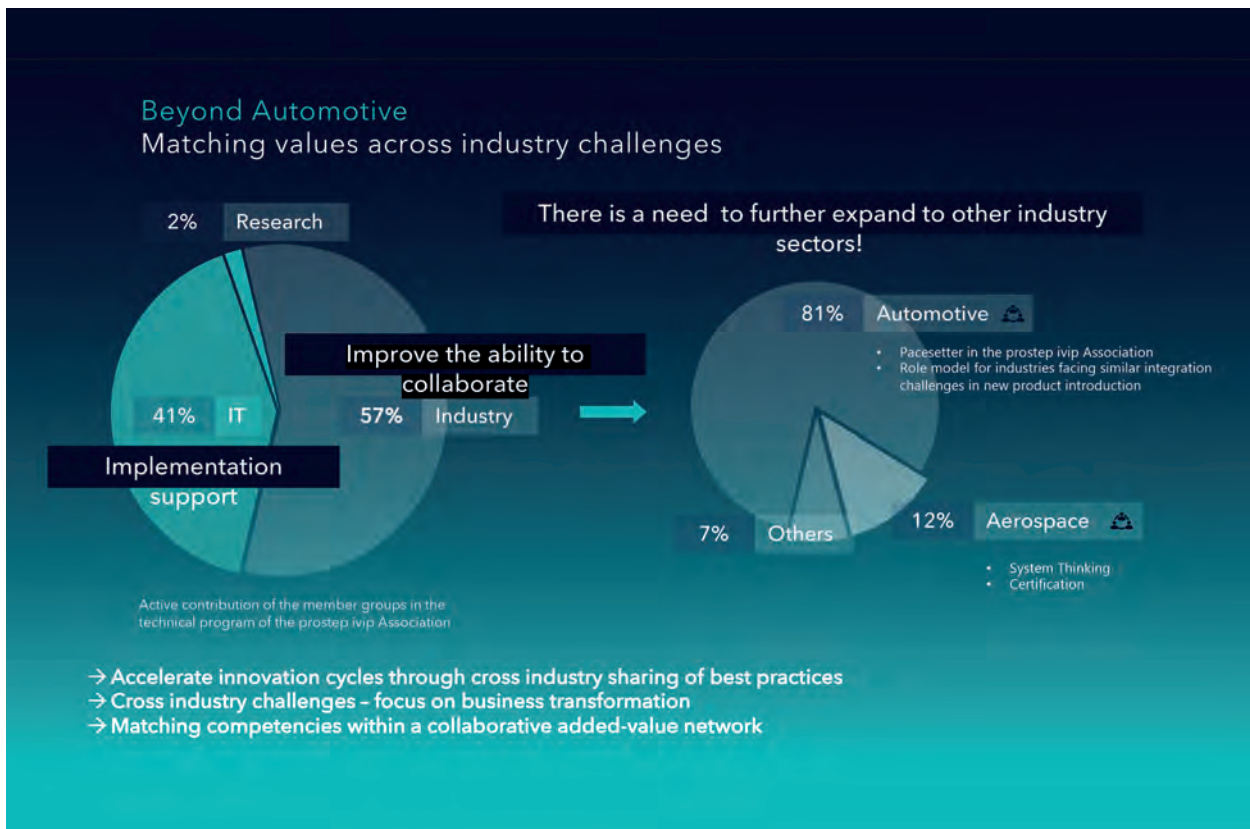 Beyond Automotive
Matching values across industry challenges
2% Research
There is a need to further expand to other industry
sectors!
81% Automotive
• Pacesetter in the prostep ivip Association
• Role model for industries facing similar integration
challenges in new product introduction
Improve the ability to
collaborate
41% IT
57% Industry
Implementation
support
7% Others
12% Aerospace
• System Thinking
• Certification
Active contribution of the member groups in the
technical program of the prostep ivip Association
→ Accelerate innovation cycles through cross industry sharing of best practices
→ Cross industry challenges – focus on business transformation
→ Matching competencies within a collaborative added-value network